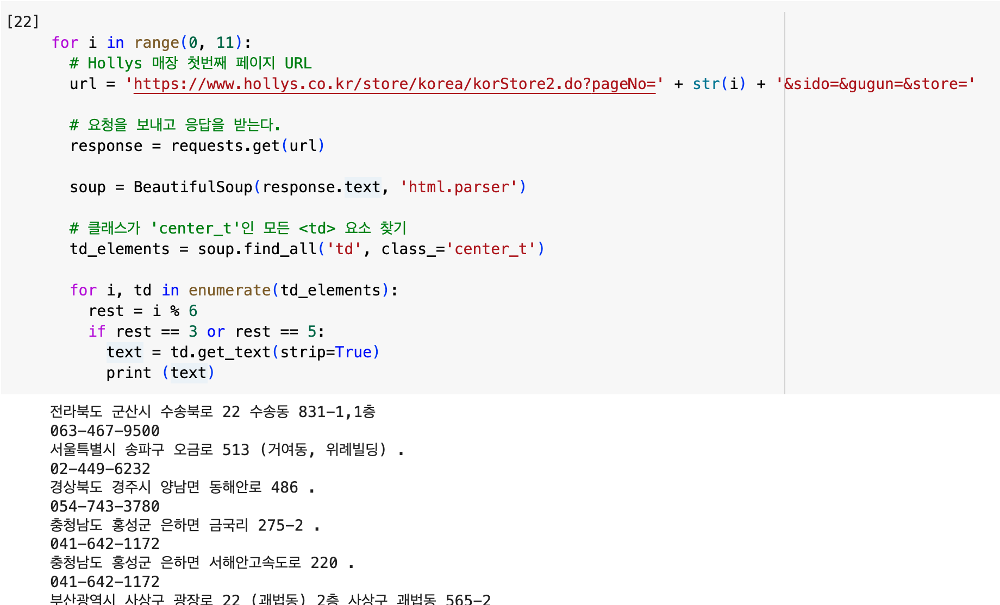 [22]
for i in range(0, 11):
  # Hollys 매장 첫번째 페이지 URL
  url = 'https://www.hollys.co.kr/store/korea/korStore2.do?pageNo=' + str(i) + '&sido=&gugun=&store='
  # 요청을 보내고 응답을 받는다.
  response = requests.get(url)
  soup = BeautifulSoup(response.text, 'html.parser')
  # 클래스가 'center_t'인 모든 <td> 요소 찾기
  td_elements = soup.find_all('td', class_='center_t')
  for i, td in enumerate(td_elements):
    rest = i % 6
    if rest == 3 or rest == 5:
      text = td.get_text(strip=True)
      print (text)
전라북도 군산시 수송북로 22 수송동 831-1,1층
063-467-9500
서울특별시 송파구 오금로 513 (거여동, 위례빌딩) .
02-449-6232
경상북도 경주시 양남면 동해안로 486 .
054-743-3780
충청남도 홍성군 은하면 금국리 275-2 .
041-642-1172
충청남도 홍성군 은하면 서해안고속도로 220 .
041-642-1172
부산광역시 사상구 광장로 22 (괘법동) 2층 사상구 괘법동 565-2